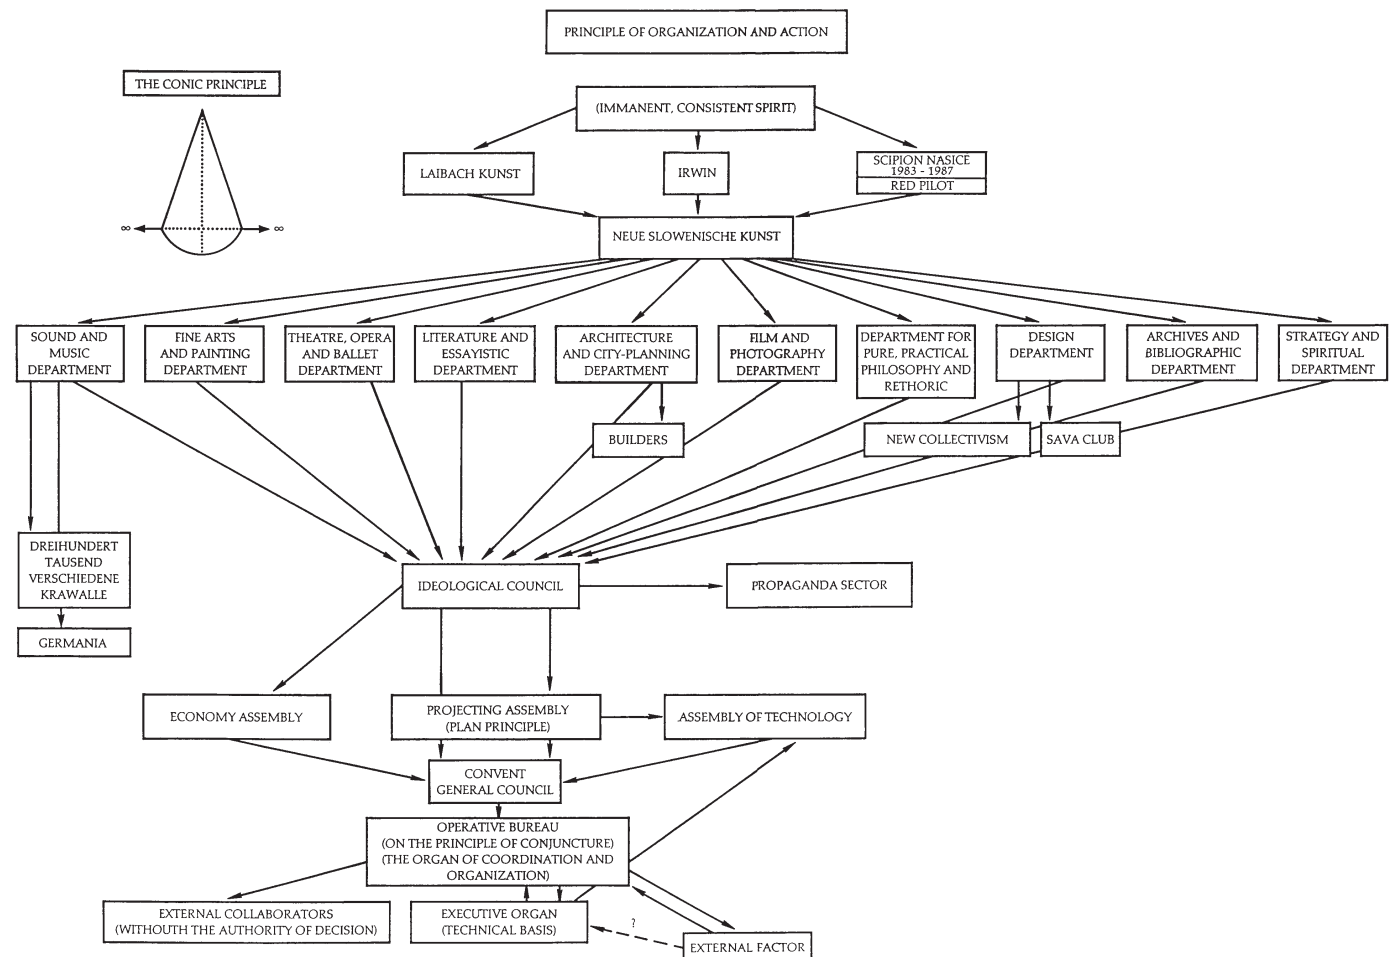 PRINCIPLE OF ORGANIZATION AND ACTION
THE CONIC PRINCIPLE
∞
∞
(IMMANENT, CONSISTENT SPIRIT)
LAIBACH KUNST
IRWIN
SCIPION NASICE
1983 - 1987
RED PILOT
NEUE SLOWENISCHE KUNST
SOUND AND
MUSIC
DEPARTMENT
FINE ARTS
AND PAINTING
DEPARTMENT
THEATRE, OPERA
AND BALLET
DEPARTMENT
LITERATURE AND
ESSAYISTIC
DEPARTMENT
ARCHITECTURE
AND CITY-PLANNING
DEPARTMENT
FILM AND
PHOTOGRAPHY
DEPARTMENT
DEPARTMENT FOR
PURE, PRACTICAL
PHILOSOPHY AND
RETHORIC
DESIGN
DEPARTMENT
ARCHIVES AND
BIBLIOGRAPHIC
DEPARTMENT
STRATEGY AND
SPIRITUAL
DEPARTMENT
BUILDERS
NEW COLLECTIVISM
SAVA CLUB
DREIHUNDERT
TAUSEND
VERSCHIEDENE
KRAWALLE
GERMANIA
IDEOLOGICAL COUNCIL
PROPAGANDA SECTOR
ECONOMY ASSEMBLY
PROJECTING ASSEMBLY
(PLAN PRINCIPLE)
ASSEMBLY OF TECHNOLOGY
CONVENT
GENERAL COUNCIL
OPERATIVE BUREAU
(ON THE PRINCIPLE OF CONJUNCTURE)
(THE ORGAN OF COORDINATION AND
ORGANIZATION)
EXTERNAL COLLABORATORS
(WITHOUTH THE AUTHORITY OF DECISION)
EXECUTIVE ORGAN
(TECHNICAL BASIS)
?
EXTERNAL FACTOR